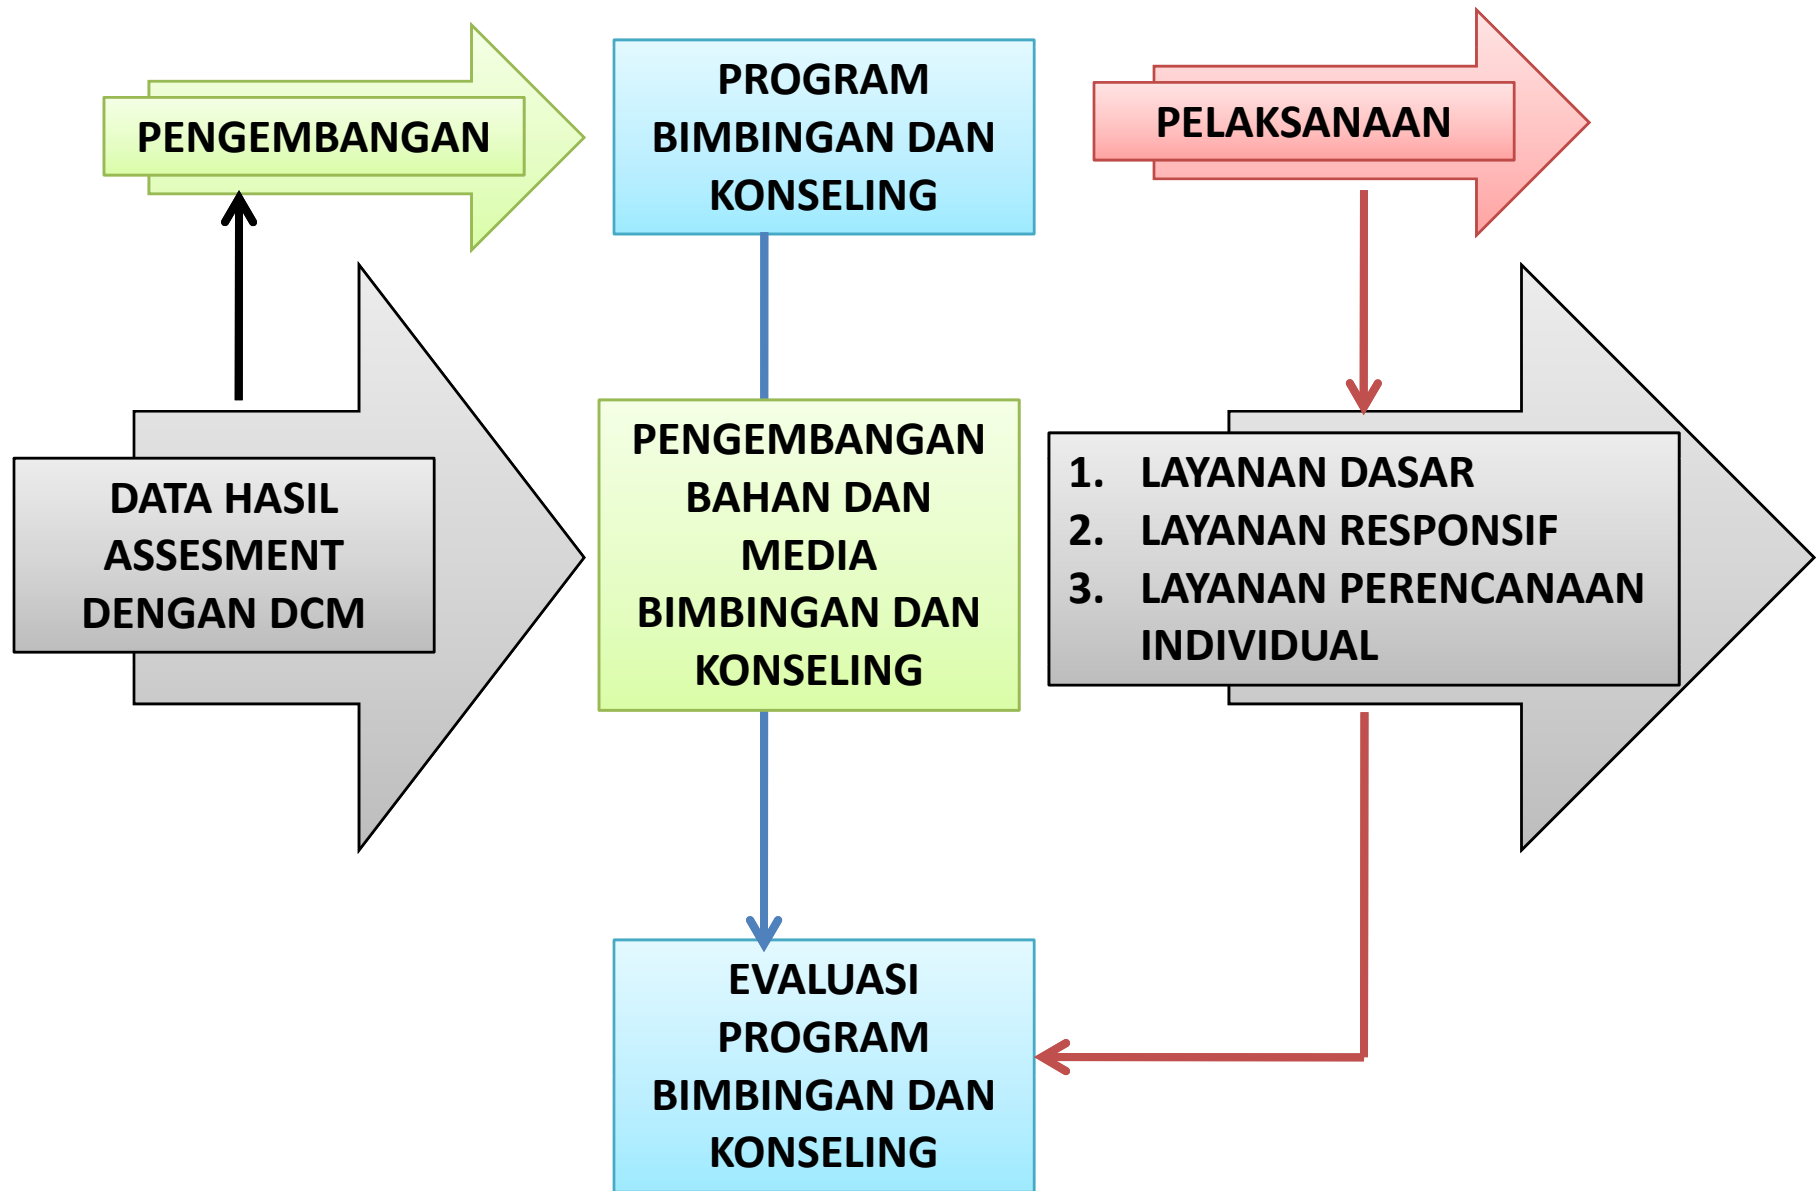 PENGEMBANGAN
PROGRAM
BIMBINGAN DAN
KONSELING
PELAKSANAAN
DATA HASIL
ASSESMENT
DENGAN DCM
PENGEMBANGAN
BAHAN DAN
MEDIA
BIMBINGAN DAN
KONSELING
1. LAYANAN DASAR
2. LAYANAN RESPONSIF
3. LAYANAN PERENCANAAN
INDIVIDUAL
EVALUASI
PROGRAM
BIMBINGAN DAN
KONSELING